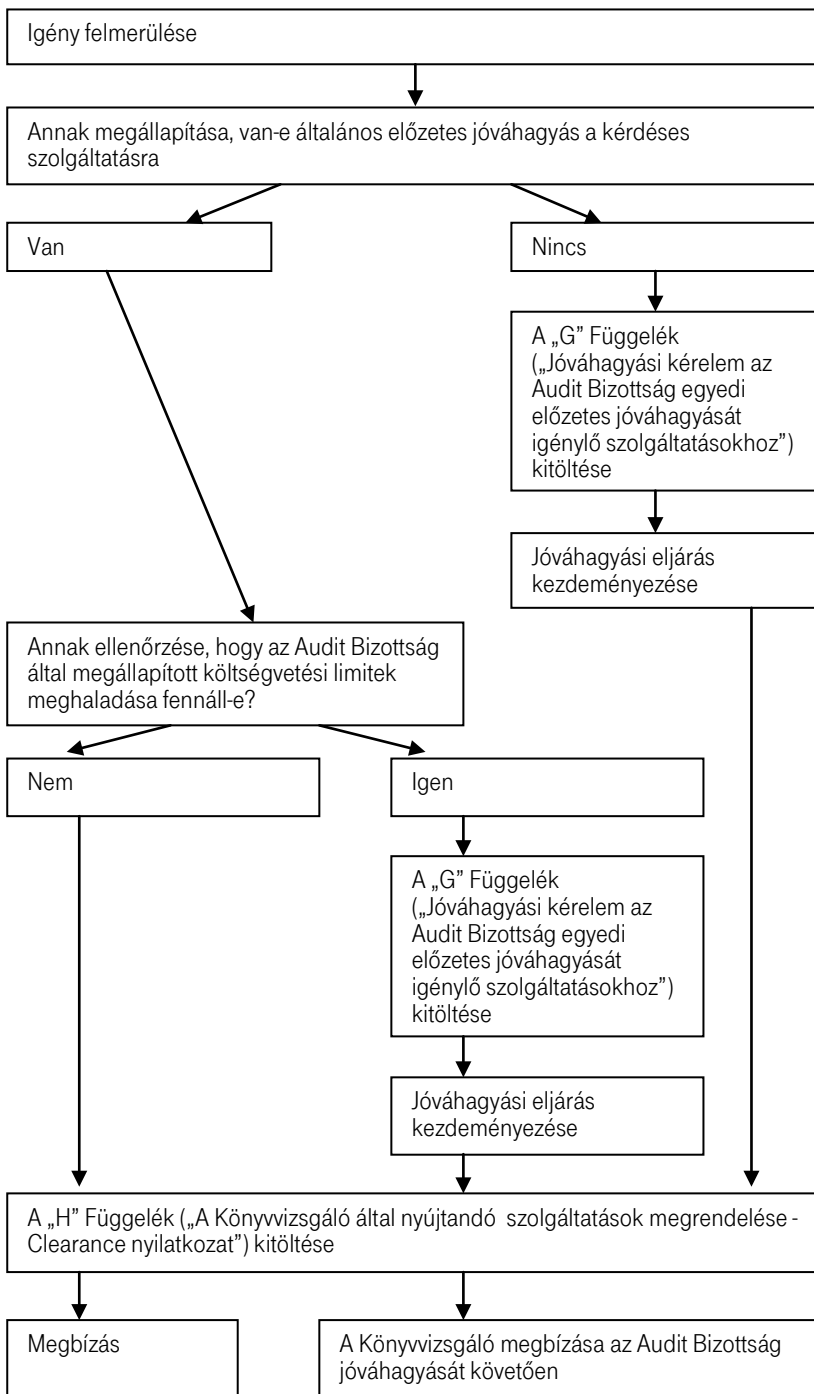 Igény felmerülése
Annak megállapítása, van-e általános előzetes jóváhagyás a kérdéses
szolgáltatásra
Van
Nincs
A „G” Függelék
(„Jóváhagyási kérelem az
Audit Bizottság egyedi
előzetes jóváhagyását
igénylő szolgáltatásokhoz”)
kitöltése
Jóváhagyási eljárás
kezdeményezése
Annak ellenőrzése, hogy az Audit Bizottság
által megállapított költségvetési limitek
meghaladása fennáll-e?
Nem
Igen
A „G” Függelék
(„Jóváhagyási kérelem az
Audit Bizottság egyedi
előzetes jóváhagyását
igénylő szolgáltatásokhoz”)
kitöltése
Jóváhagyási eljárás
kezdeményezése
A „H” Függelék („A Könyvvizsgáló által nyújtandó szolgáltatások megrendelése -
Clearance nyilatkozat”) kitöltése
Megbízás
A Könyvvizsgáló megbízása az Audit Bizottság
jóváhagyását követően